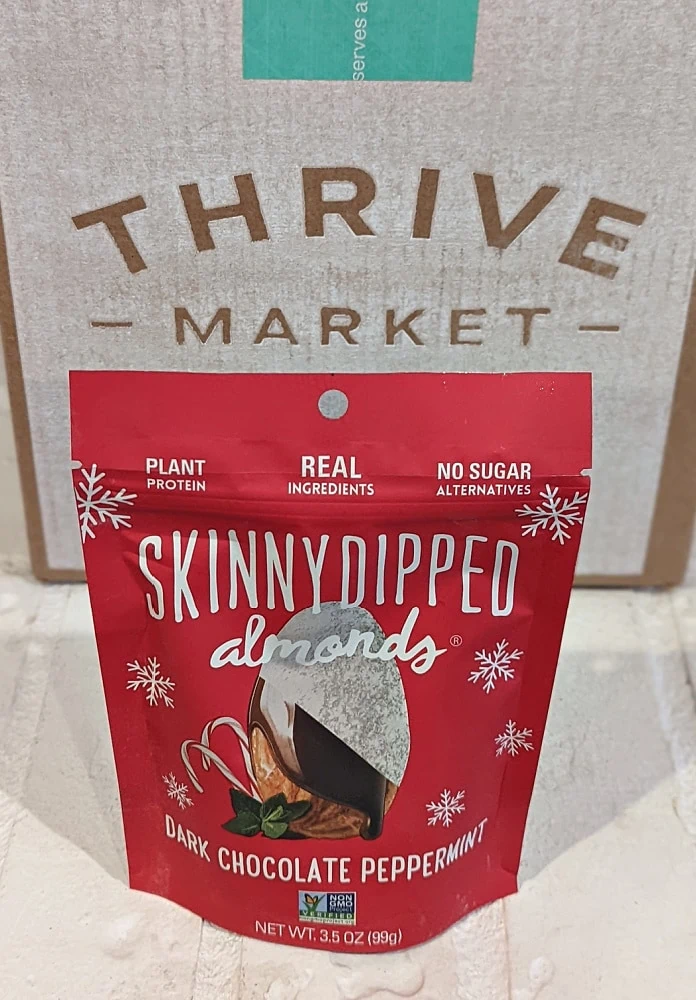 serves a
THRIVE
- MARKET -
PLANT
PROTEIN
REAL
INGREDIENTS
NO SUGAR
ALTERNATIVES
SKINNYDIPPED
almonds®
DARK CHOCOLATE PEPPERMINT
NON
GMO
Project
VERIFIED
NET WT. 3.5 OZ (99g)